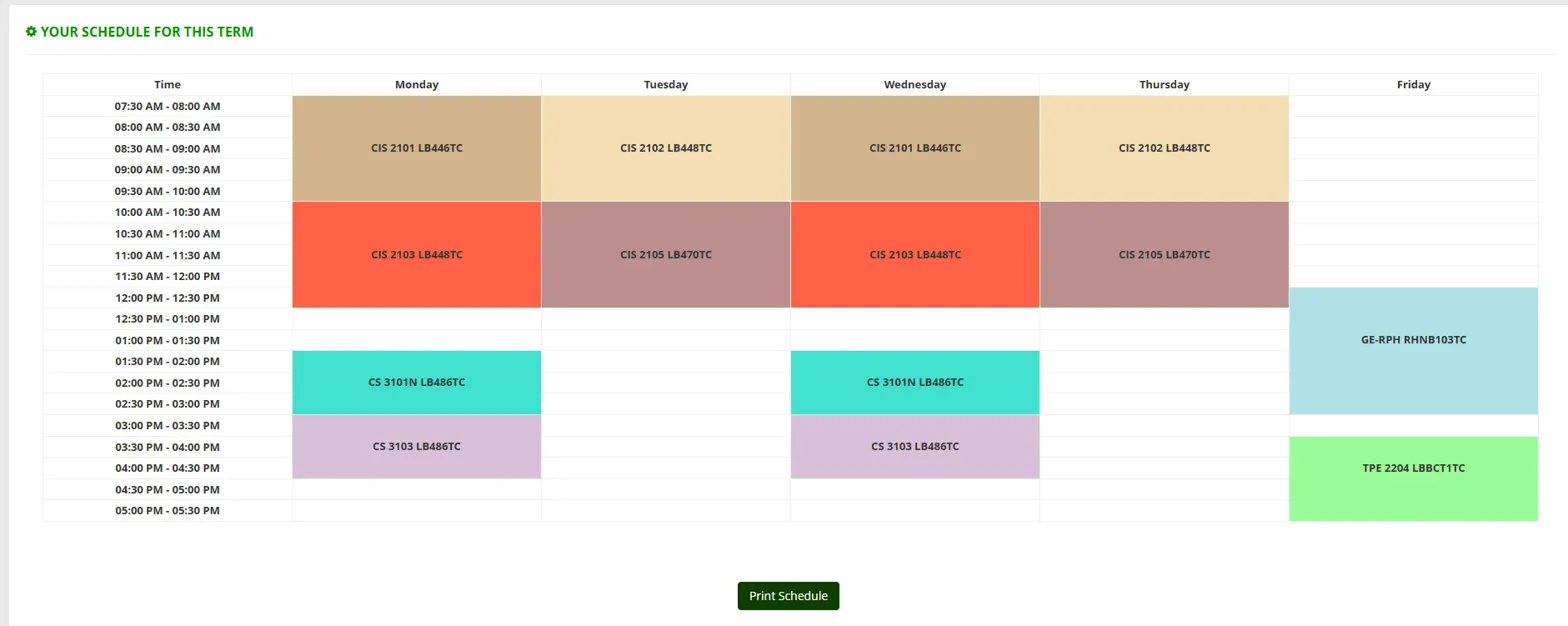 YOUR SCHEDULE FOR THIS TERM
Time Monday Tuesday Wednesday Thursday Friday
07:30 AM - 08:00 AM
08:00 AM - 08:30 AM
08:30 AM - 09:00 AM CIS 2101 LB446TC CIS 2102 LB448TC CIS 2101 LB446TC CIS 2102 LB448TC
09:00 AM - 09:30 AM
09:30 AM - 10:00 AM
10:00 AM - 10:30 AM
10:30 AM - 11:00 AM
11:00 AM - 11:30 AM CIS 2103 LB448TC CIS 2105 LB470TC CIS 2103 LB448TC CIS 2105 LB470TC
11:30 AM - 12:00 PM
12:00 PM - 12:30 PM
12:30 PM - 01:00 PM
01:00 PM - 01:30 PM GE-RPH RHNB103TC
01:30 PM - 02:00 PM
02:00 PM - 02:30 PM CS 3101N LB486TC CS 3101N LB486TC
02:30 PM - 03:00 PM
03:00 PM - 03:30 PM
03:30 PM - 04:00 PM CS 3103 LB486TC CS 3103 LB486TC
04:00 PM - 04:30 PM TPE 2204 LBBCT1TC
04:30 PM - 05:00 PM
05:00 PM - 05:30 PM
Print Schedule